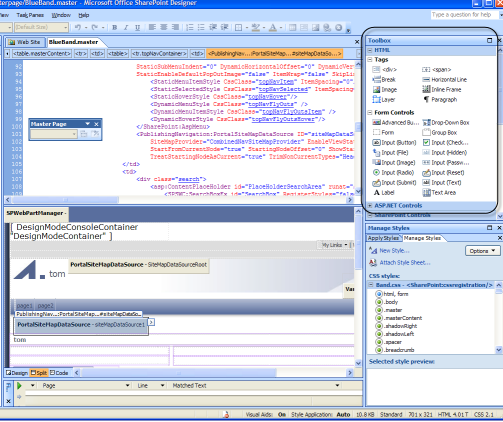 sterpage/BlueBand.master - Microsoft Office SharePoint Designer
View Task Panes Window Help
Type a question for help
(Default Size)
Web Site BlueBand.master
<table.masterContent> <tr> <td> <table> <tr.topNavContainer> <td> <PublishingNav...:PortalSiteMap...#siteMapDataSo...>
StaticSubMenuIndent="0" DynamicHorizontalOffset="0" DynamicVer
StaticEnableDefaultPopOutImage="false" ItemWrap="false" SkipLi
<StaticMenuItemStyle CssClass="topNavItem" ItemSpacing="0"
<StaticSelectedStyle CssClass="topNavSelected" ItemSpacing
<StaticHoverStyle CssClass="topNavHover"/>
<DynamicMenuStyle CssClass="topNavFlyOuts" />
<DynamicMenuItemStyle CssClass="topNavFlyOutsItem" />
<DynamicHoverStyle CssClass="topNavFlyOutsHover"/>
</SharePoint:AspMenu>
<PublishingNavigation:PortalSiteMapDataSource ID="siteMapDataS
SiteMapProvider="CombinedNavSiteMapProvider" EnableViewSta
StartFromCurrentNode="true" StartingNodeOffset="0" ShowSta
TreatStartingNodeAsCurrent="true" TrimNonCurrentTypes="Hea
</td>
<td>
<div class="search">
<asp:ContentPlaceHolder id="PlaceHolderSearchArea" runat="
Master Page
SPWebPartManager -
[ DesignModeConsoleContainer
"DesignModeContainer" ]
My Links
tom
PortalSiteMapDataSource - SiteMapDataSourceRoot
page1 page2
PublishingNav...:PortalSiteMap...#siteMapDataSo...
PortalSiteMapDataSource - siteMapDataSource1
tom
Design Split Code
Page Line Matched Text
Toolbox
HTML
Tags
<div> <span>
Break Horizontal Line
Image Inline Frame
Layer Paragraph
Form Controls
Advanced Bu... Drop-Down Box
Form Group Box
Input (Button) Input (Check...
Input (File) Input (Hidden)
Input (Image) Input (Passw...
Input (Radio) Input (Reset)
Input (Submit) Input (Text)
Label Text Area
ASP.NET Controls
SharePoint Controls
Manage Styles
Apply Styles Manage Styles
New Style... Options
Attach Style Sheet...
CSS styles:
Band.css - <SharePoint:cssregistration/>
html, form
.body
.master
.masterContent
.shadowRight
.shadowLeft
.spacer
.breadcrumb
Selected style preview:
Visual Aids: On Style Application: Auto 10.8 KB Standard 701 x 321 HTML 4.01 T CSS 2.1